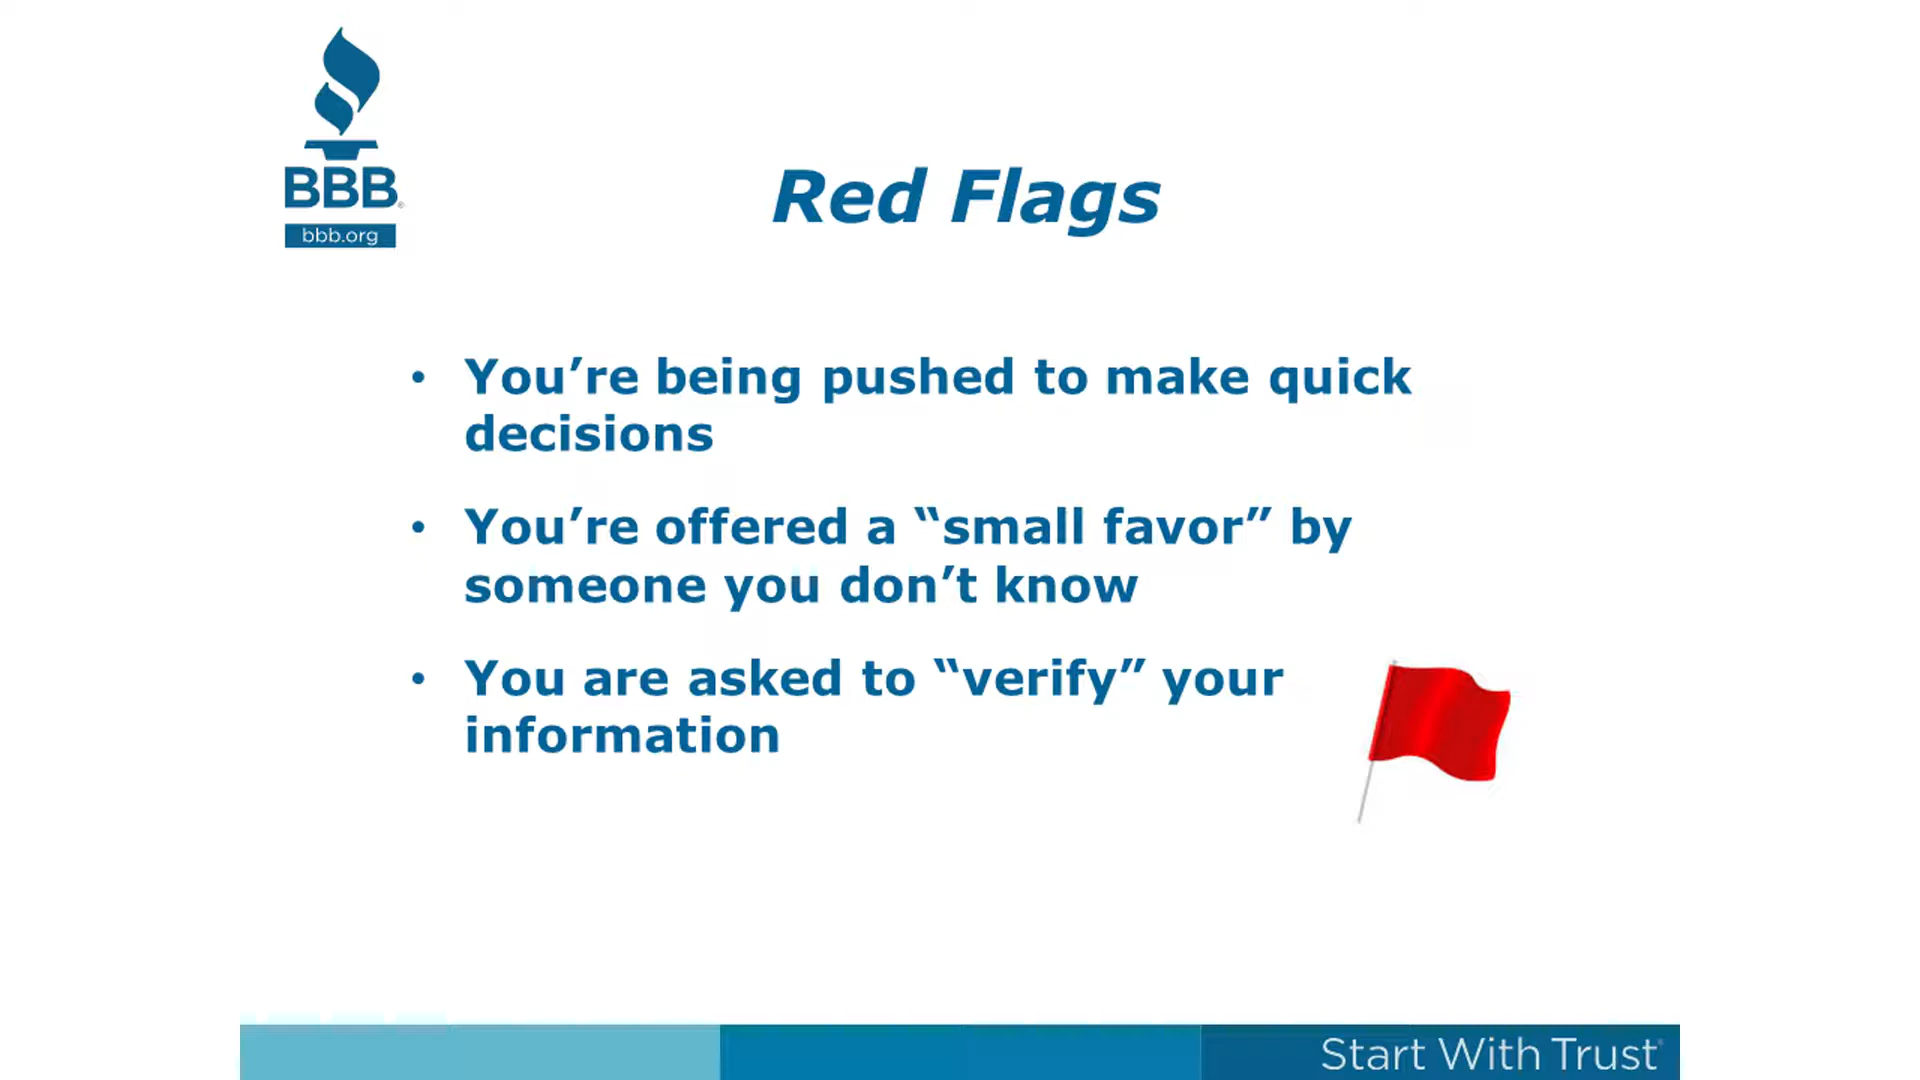 BBB®
bbb.org
Red Flags
• You’re being pushed to make quick
decisions
• You’re offered a “small favor” by
someone you don’t know
• You are asked to “verify” your
information
Start With Trust®